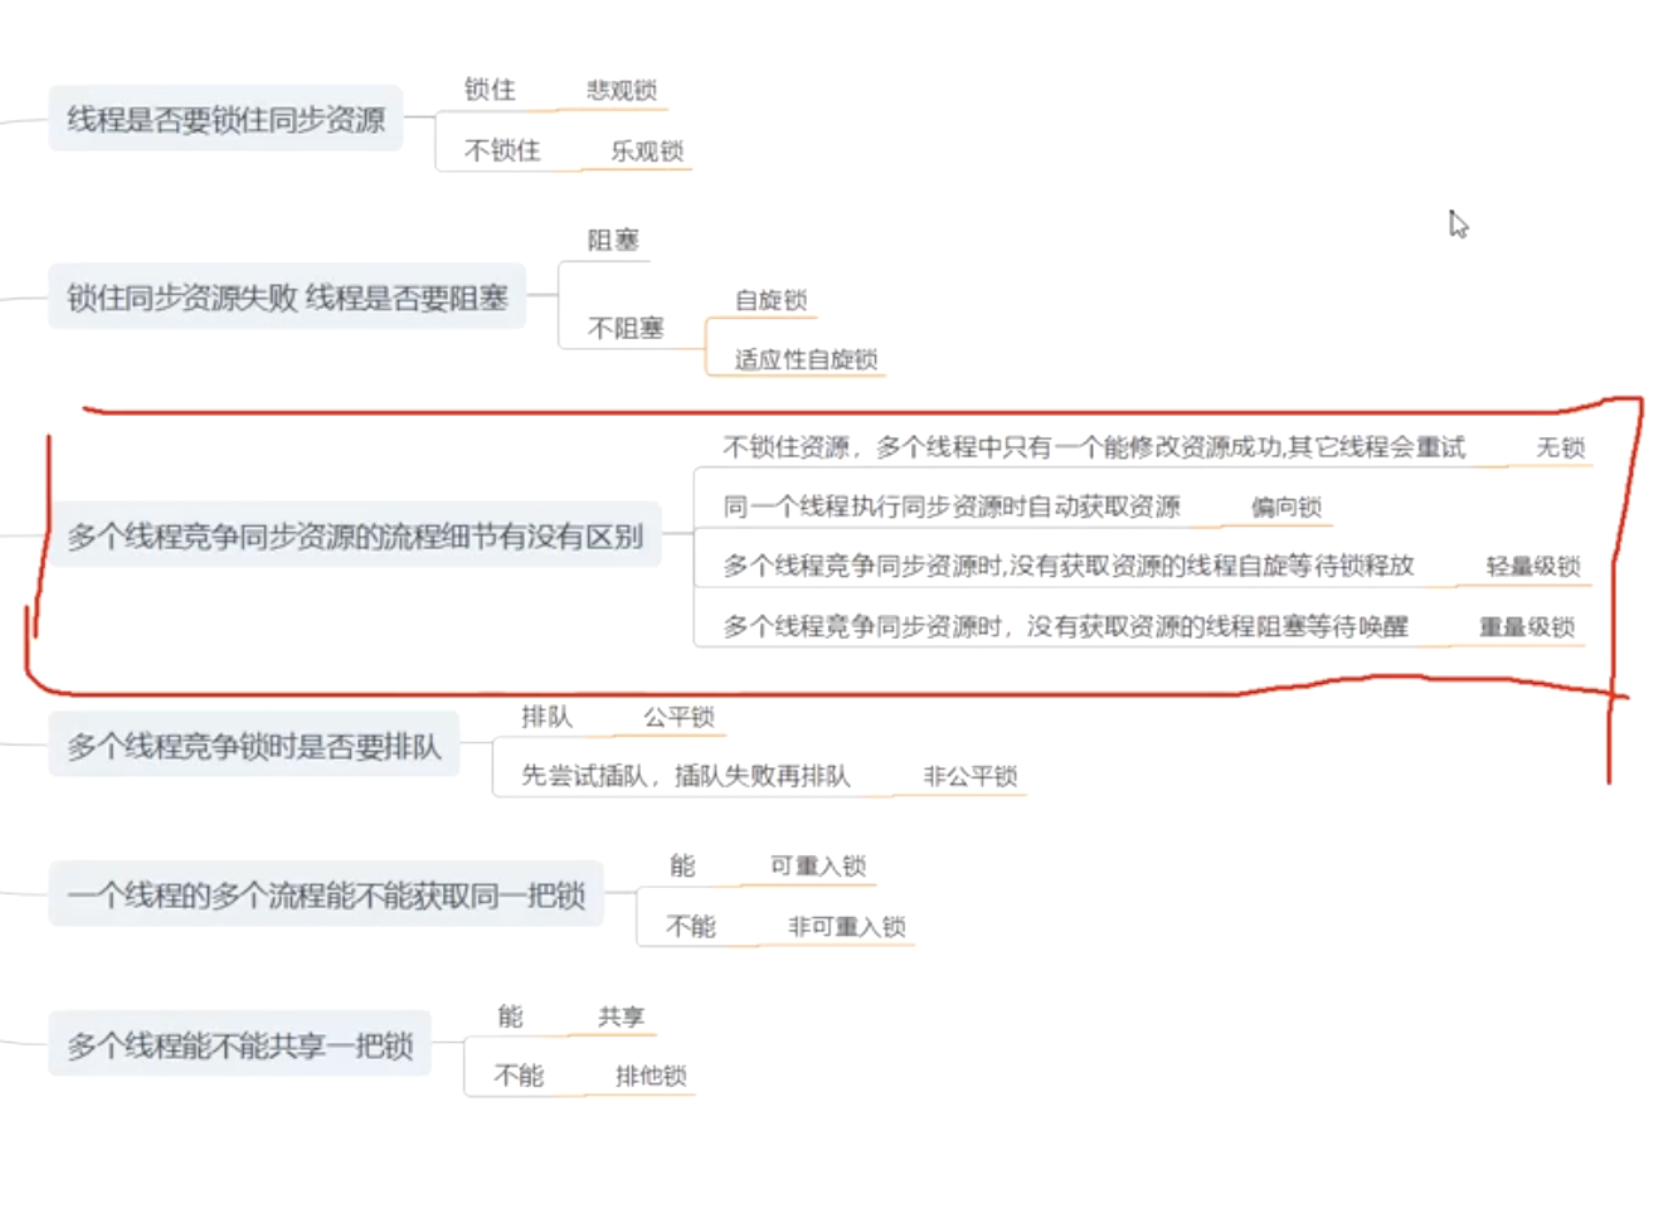 线程是否要锁住同步资源
锁住 悲观锁
不锁住 乐观锁
锁住同步资源失败 线程是否要阻塞
阻塞
不阻塞
自旋锁
适应性自旋锁
多个线程竞争同步资源的流程细节有没有区别
不锁住资源，多个线程中只有一个能修改资源成功,其它线程会重试 无锁
同一个线程执行同步资源时自动获取资源 偏向锁
多个线程竞争同步资源时,没有获取资源的线程自旋等待锁释放 轻量级锁
多个线程竞争同步资源时，没有获取资源的线程阻塞等待唤醒 重量级锁
多个线程竞争锁时是否要排队
排队 公平锁
先尝试插队，插队失败再排队 非公平锁
一个线程的多个流程能不能获取同一把锁
能 可重入锁
不能 非可重入锁
多个线程能不能共享一把锁
能 共享
不能 排他锁